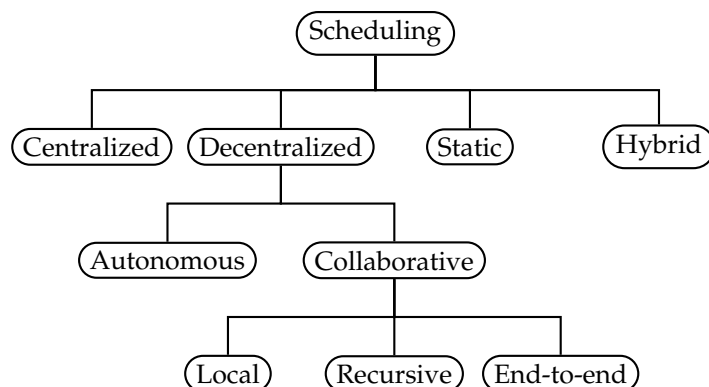 Scheduling
Centralized Decentralized Static Hybrid
Autonomous Collaborative
Local Recursive End-to-end